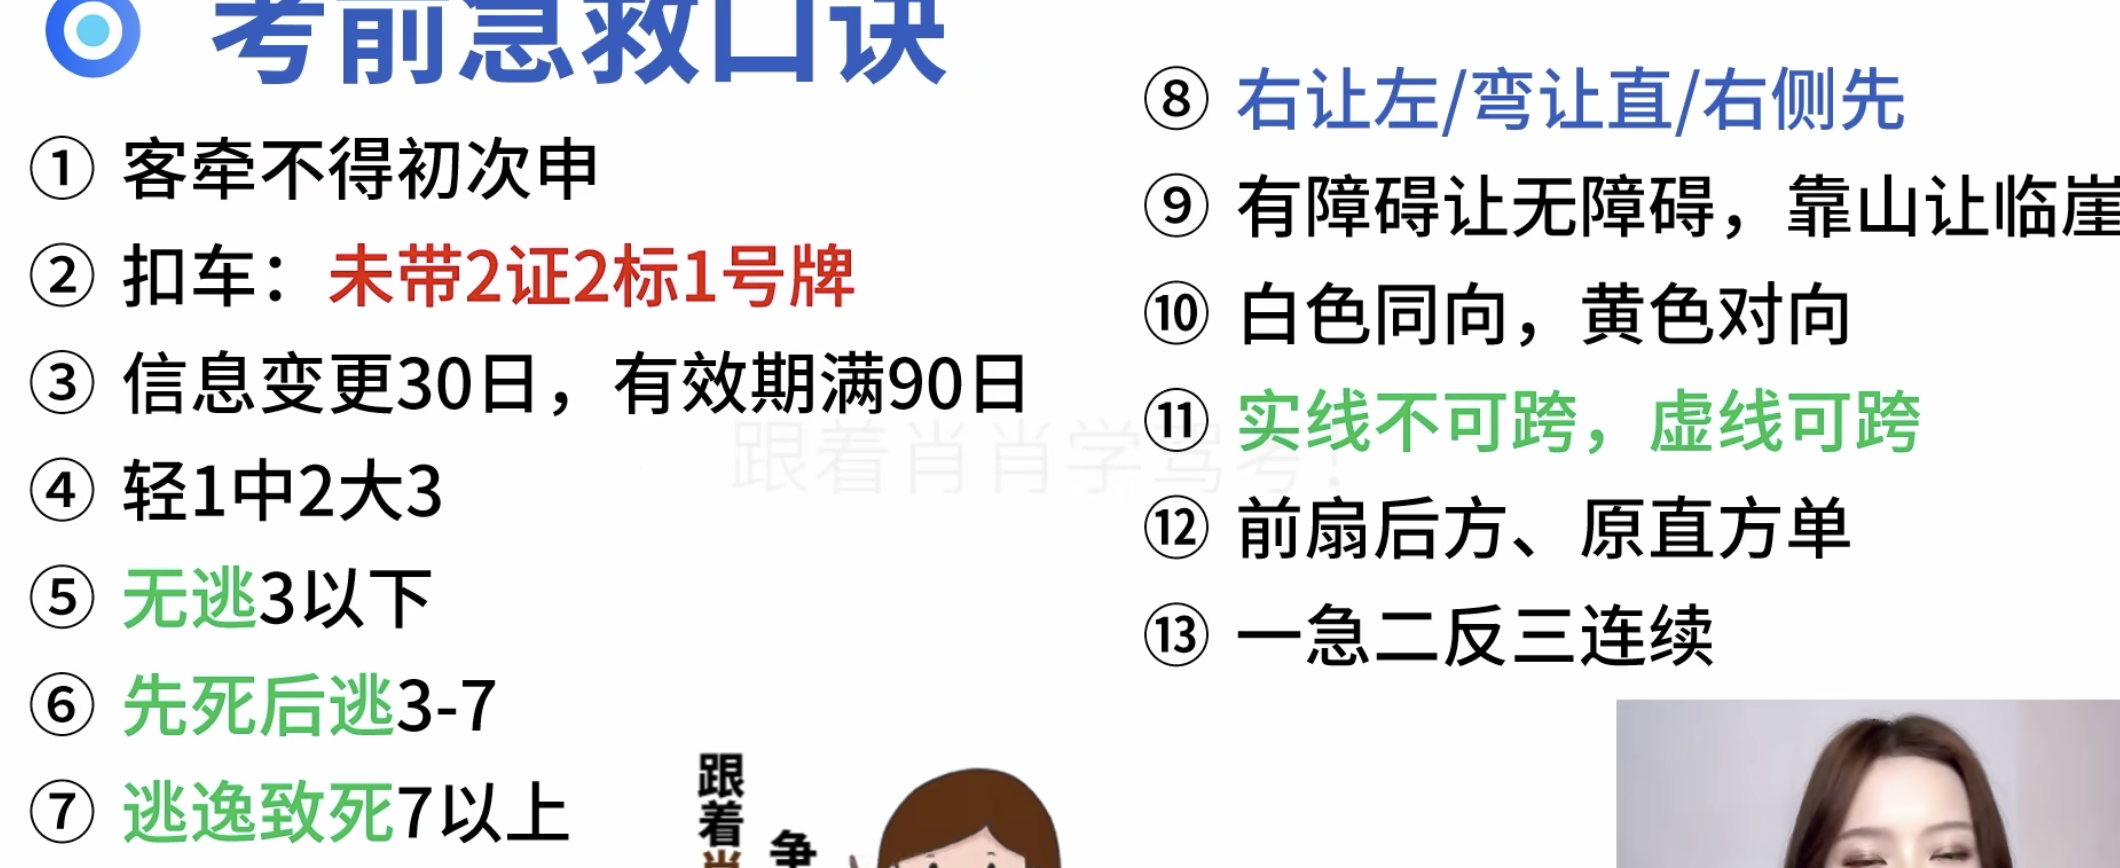 考前急救口诀
① 客牵不得初次申
② 扣车：未带2证2标1号牌
③ 信息变更30日，有效期满90日
④ 轻1中2大3
⑤ 无逃3以下
⑥ 先死后逃3-7
⑦ 逃逸致死7以上
⑧ 右让左/弯让直/右侧先
⑨ 有障碍让无障碍，靠山让临崖
⑩ 白色同向，黄色对向
⑪ 实线不可跨，虚线可跨
⑫ 前扇后方、原直方单
⑬ 一急二反三连续
跟着肖肖学驾考！
跟着肖
争